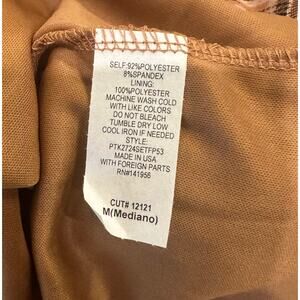 SELF:92%POLYESTER
8%SPANDEX
LINING:
100%POLYESTER
MACHINE WASH COLD
WITH LIKE COLORS
DO NOT BLEACH
TUMBLE DRY LOW
COOL IRON IF NEEDED
STYLE:
PTK2724SETFP53
MADE IN USA
WITH FOREIGN PARTS
RN#141956
CUT# 12121
M(Mediano)